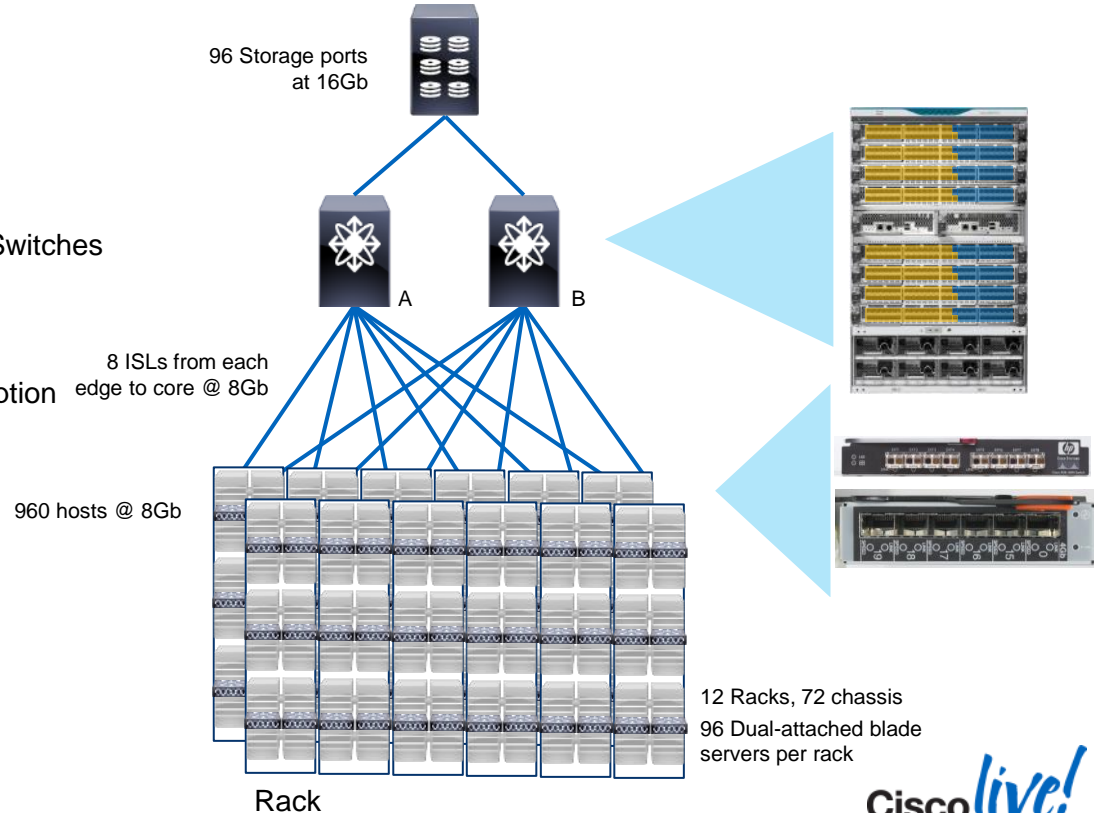 96 Storage ports
at 16Gb
Switches
A
B
8 ISLs from each
edge to core @ 8Gb
otion
960 hosts @ 8Gb
12 Racks, 72 chassis
96 Dual-attached blade
servers per rack
Rack
hp
Cisco live!